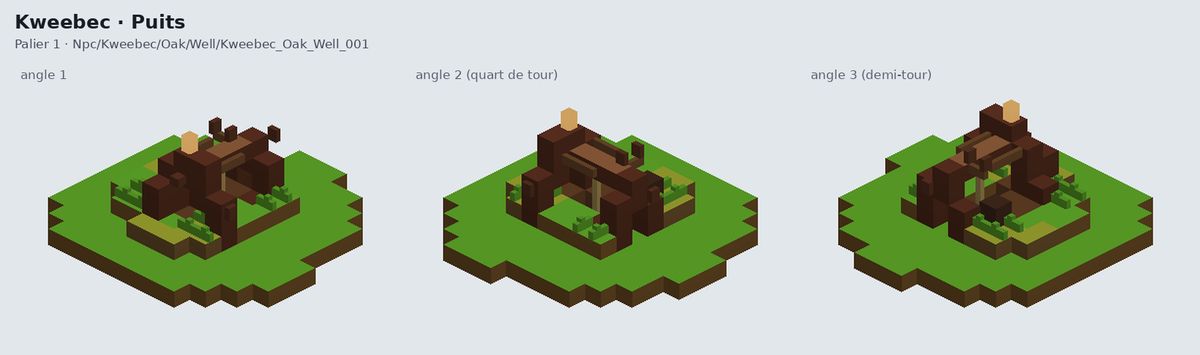 Kweebec · Puits
Palier 1 · Npc/Kweebec/Oak/Well/Kweebec_Oak_Well_001
angle 1
angle 2 (quart de tour)
angle 3 (demi-tour)